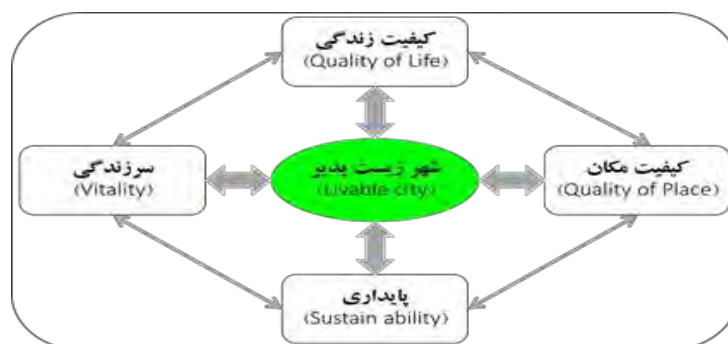 کیفیت زندگی
(Quality of Life)
سرزندگی
(Vitality)
شهر زیست پذیر
(Livable city)
کیفیت مکان
(Quality of Place)
پایداری
(Sustain ability)